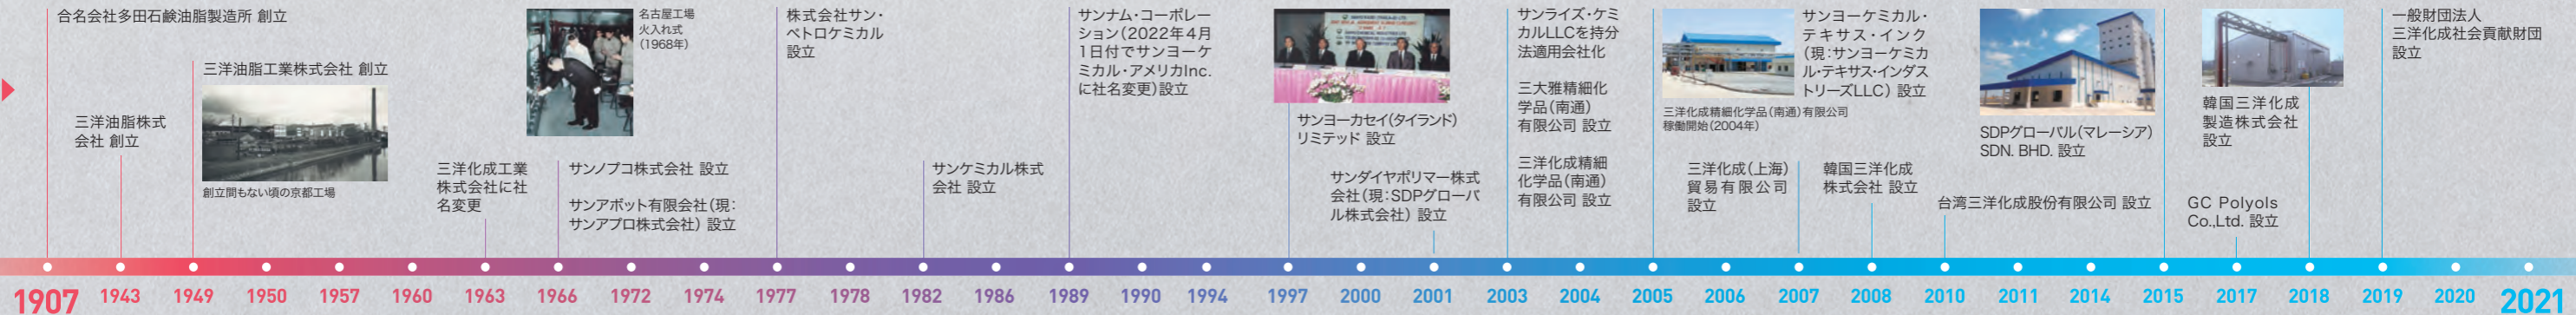 合名会社多田石鹸油脂製造所 創立
三洋油脂株式
会社 創立
三洋油脂工業株式会社 創立
創立間もない頃の京都工場
三洋化成工業
株式会社に社
名変更
名古屋工場
火入れ式
(1968年)
サンノプコ株式会社 設立
サンアボット有限会社(現:
サンアプロ株式会社) 設立
株式会社サン・
ペトロケミカル
設立
サンケミカル株式
会社 設立
サンナム・コーポレー
ション(2022年4月
1日付でサンヨーケ
ミカル・アメリカInc.
に社名変更)設立
サンヨーカセイ(タイランド)
リミテッド 設立
サンダイヤポリマー株式
会社(現:SDPグローバ
ル株式会社) 設立
サンライズ・ケミ
カルLLCを持分
法適用会社化
三大雅精細化
学品(南通)
有限公司 設立
三洋化成精細
化学品(南通)
有限公司 設立
三洋化成精細化学品(南通)有限公司
稼働開始(2004年)
サンヨーケミカル・
テキサス・インク
(現:サンヨーケミカ
ル・テキサス・インダス
トリーズLLC) 設立
三洋化成(上海)
貿易有限公司
設立
韓国三洋化成
株式会社 設立
台湾三洋化成股份有限公司 設立
SDPグローバル(マレーシア)
SDN. BHD. 設立
GC Polyols
Co.,Ltd. 設立
韓国三洋化成
製造株式会社
設立
一般財団法人
三洋化成社会貢献財団
設立
1907 1943 1949 1950 1957 1960 1963 1966 1972 1974 1977 1978 1982 1986 1989 1990 1994 1997 2000 2001 2003 2004 2005 2006 2007 2008 2010 2011 2014 2015 2017 2018 2019 2020 2021